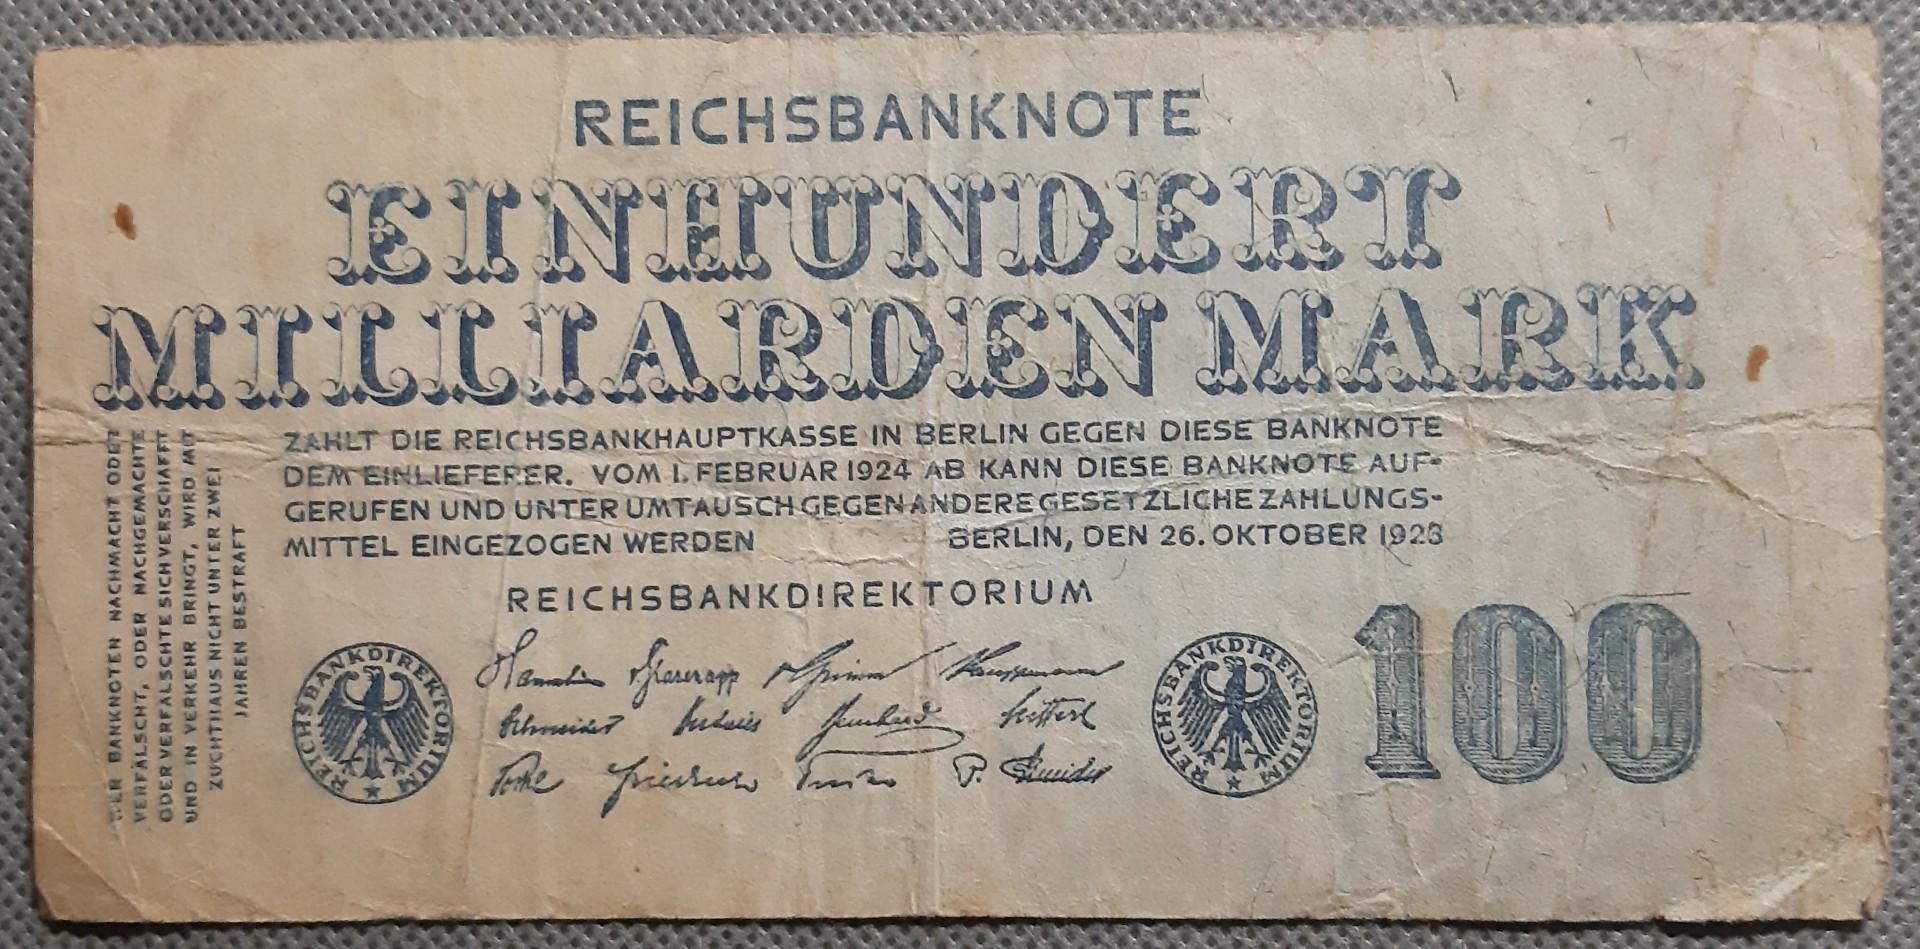 REICHSBANKNOTE
EINHUNDERT
MILLIARDEN MARK
ZAHLT DIE REICHSBANKHAUPTKASSE IN BERLIN GEGEN DIESE BANKNOTE
DEM EINLIEFERER. VOM 1. FEBRUAR 1924 AB KANN DIESE BANKNOTE AUF-
GERUFEN UND UNTER UMTAUSCH GEGEN ANDERE GESETZLICHE ZAHLUNGS-
MITTEL EINGEZOGEN WERDEN BERLIN, DEN 26. OKTOBER 1923
WER BANKNOTEN NACHMACHT ODER
VERFÄLSCHT, ODER NACHGEMACHTE
ODER VERFÄLSCHTE SICH VERSCHAFFT
UND IN VERKEHR BRINGT, WIRD MIT
ZUCHTHAUS NICHT UNTER ZWEI
JAHREN BESTRAFT
REICHSBANKDIREKTORIUM
REICHSBANKDIREKTORIUM
Kauffmann
Schneider
P. Schneider
REICHSBANKDIREKTORIUM
100